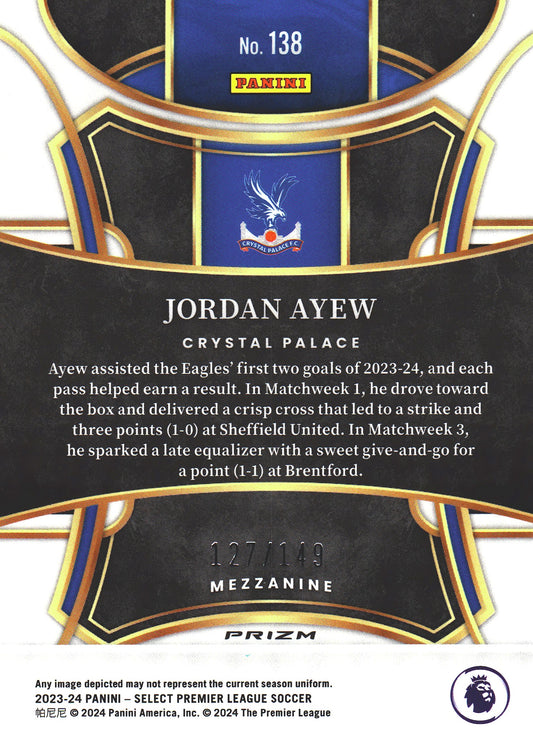 No. 138
PANINI
CRYSTAL PALACE F.C.
JORDAN AYEW
CRYSTAL PALACE
Ayew assisted the Eagles' first two goals of 2023-24, and each
pass helped earn a result. In Matchweek 1, he drove toward
the box and delivered a crisp cross that led to a strike and
three points (1-0) at Sheffield United. In Matchweek 3,
he sparked a late equalizer with a sweet give-and-go for
a point (1-1) at Brentford.
127/149
MEZZANINE
PRIZM
Any image depicted may not represent the current season uniform.
2023-24 PANINI – SELECT PREMIER LEAGUE SOCCER
帕尼尼 © 2024 Panini America, Inc. © 2024 The Premier League